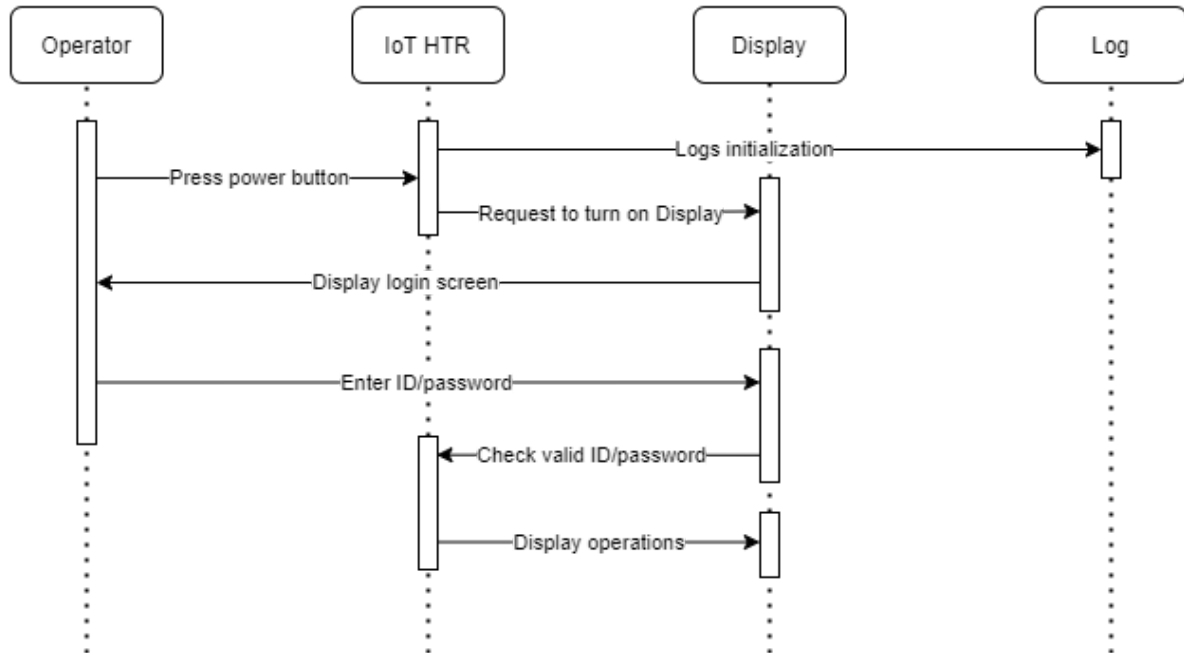 Operator
IoT HTR
Display
Log
Logs initialization
Press power button
Request to turn on Display
Display login screen
Enter ID/password
Check valid ID/password
Display operations